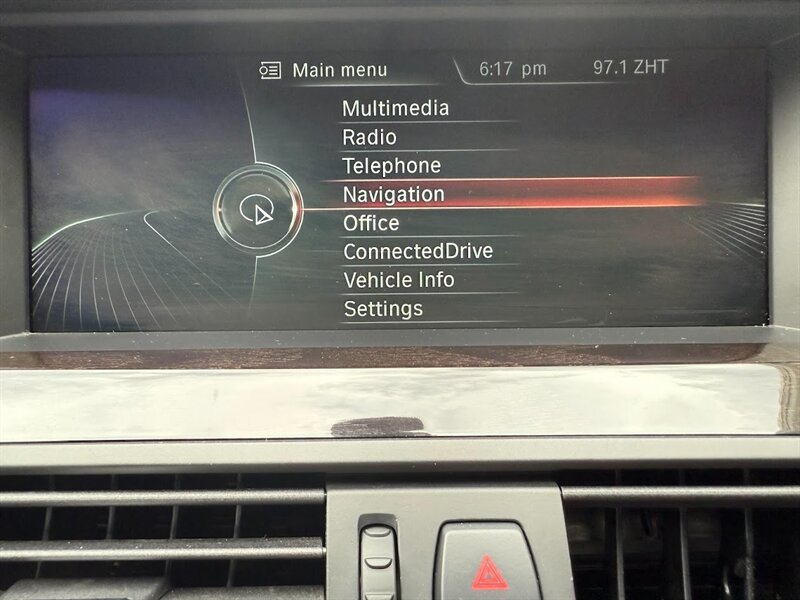 Main menu 6:17 pm 97.1 ZHT
Multimedia
Radio
Telephone
Navigation
Office
ConnectedDrive
Vehicle Info
Settings